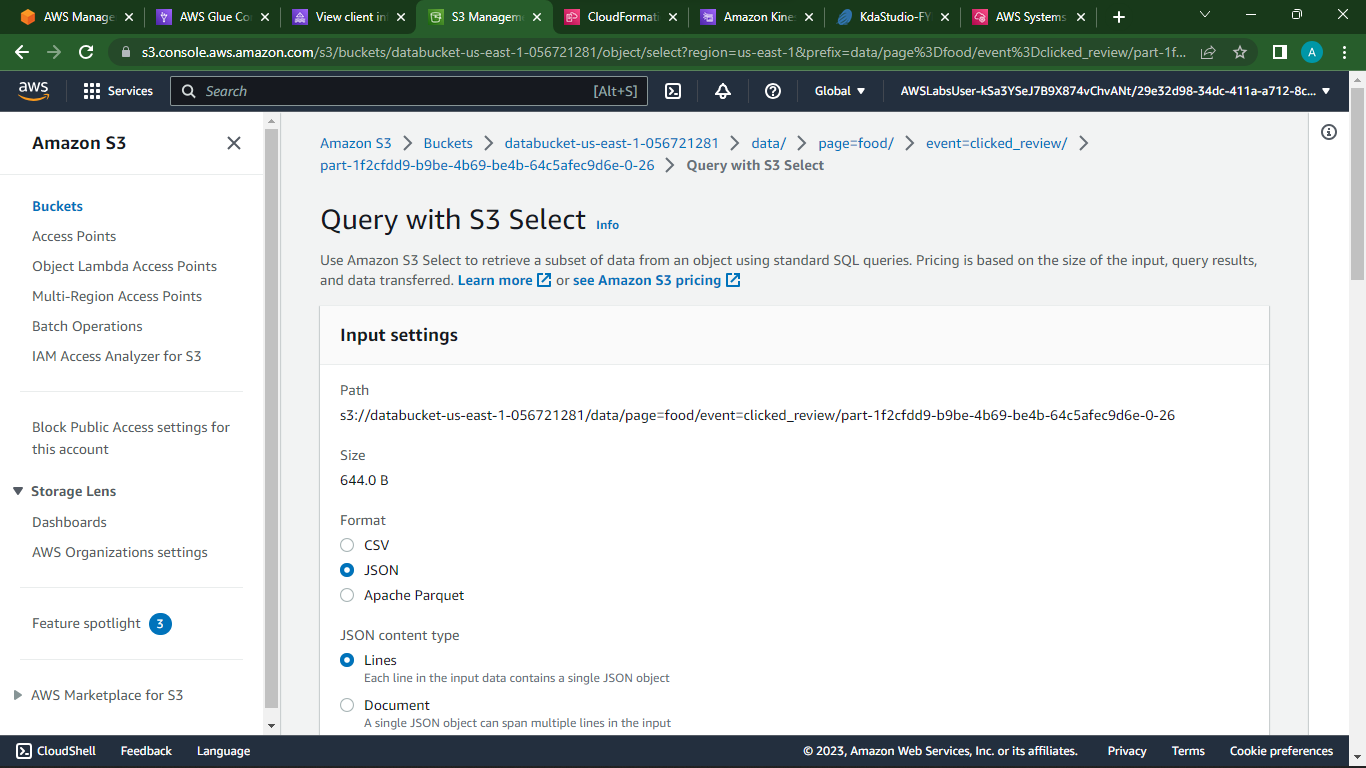 AWS Manage
AWS Glue Co
View client in
S3 Managem
CloudFormati
Amazon Kine
KdaStudio-FY
AWS Systems
s3.console.aws.amazon.com/s3/buckets/databucket-us-east-1-056721281/object/select?region=us-east-1&prefix=data/page%3Dfood/event%3Dclicked_review/part-1f...
A
aws
Services
Search
[Alt+S]
Global
AWSLabsUser-kSa3YSeJ7B9X874vChvANt/29e32d98-34dc-411a-a712-8c...
Amazon S3
Buckets
Access Points
Object Lambda Access Points
Multi-Region Access Points
Batch Operations
IAM Access Analyzer for S3
Block Public Access settings for
this account
Storage Lens
Dashboards
AWS Organizations settings
Feature spotlight 3
AWS Marketplace for S3
Amazon S3 > Buckets > databucket-us-east-1-056721281 > data/ > page=food/ > event=clicked_review/ >
part-1f2cfdd9-b9be-4b69-be4b-64c5afec9d6e-0-26 > Query with S3 Select
Query with S3 Select Info
Use Amazon S3 Select to retrieve a subset of data from an object using standard SQL queries. Pricing is based on the size of the input, query results,
and data transferred. Learn more or see Amazon S3 pricing
Input settings
Path
s3://databucket-us-east-1-056721281/data/page=food/event=clicked_review/part-1f2cfdd9-b9be-4b69-be4b-64c5afec9d6e-0-26
Size
644.0 B
Format
CSV
JSON
Apache Parquet
JSON content type
Lines
Each line in the input data contains a single JSON object
Document
A single JSON object can span multiple lines in the input
CloudShell
Feedback
Language
© 2023, Amazon Web Services, Inc. or its affiliates.
Privacy
Terms
Cookie preferences